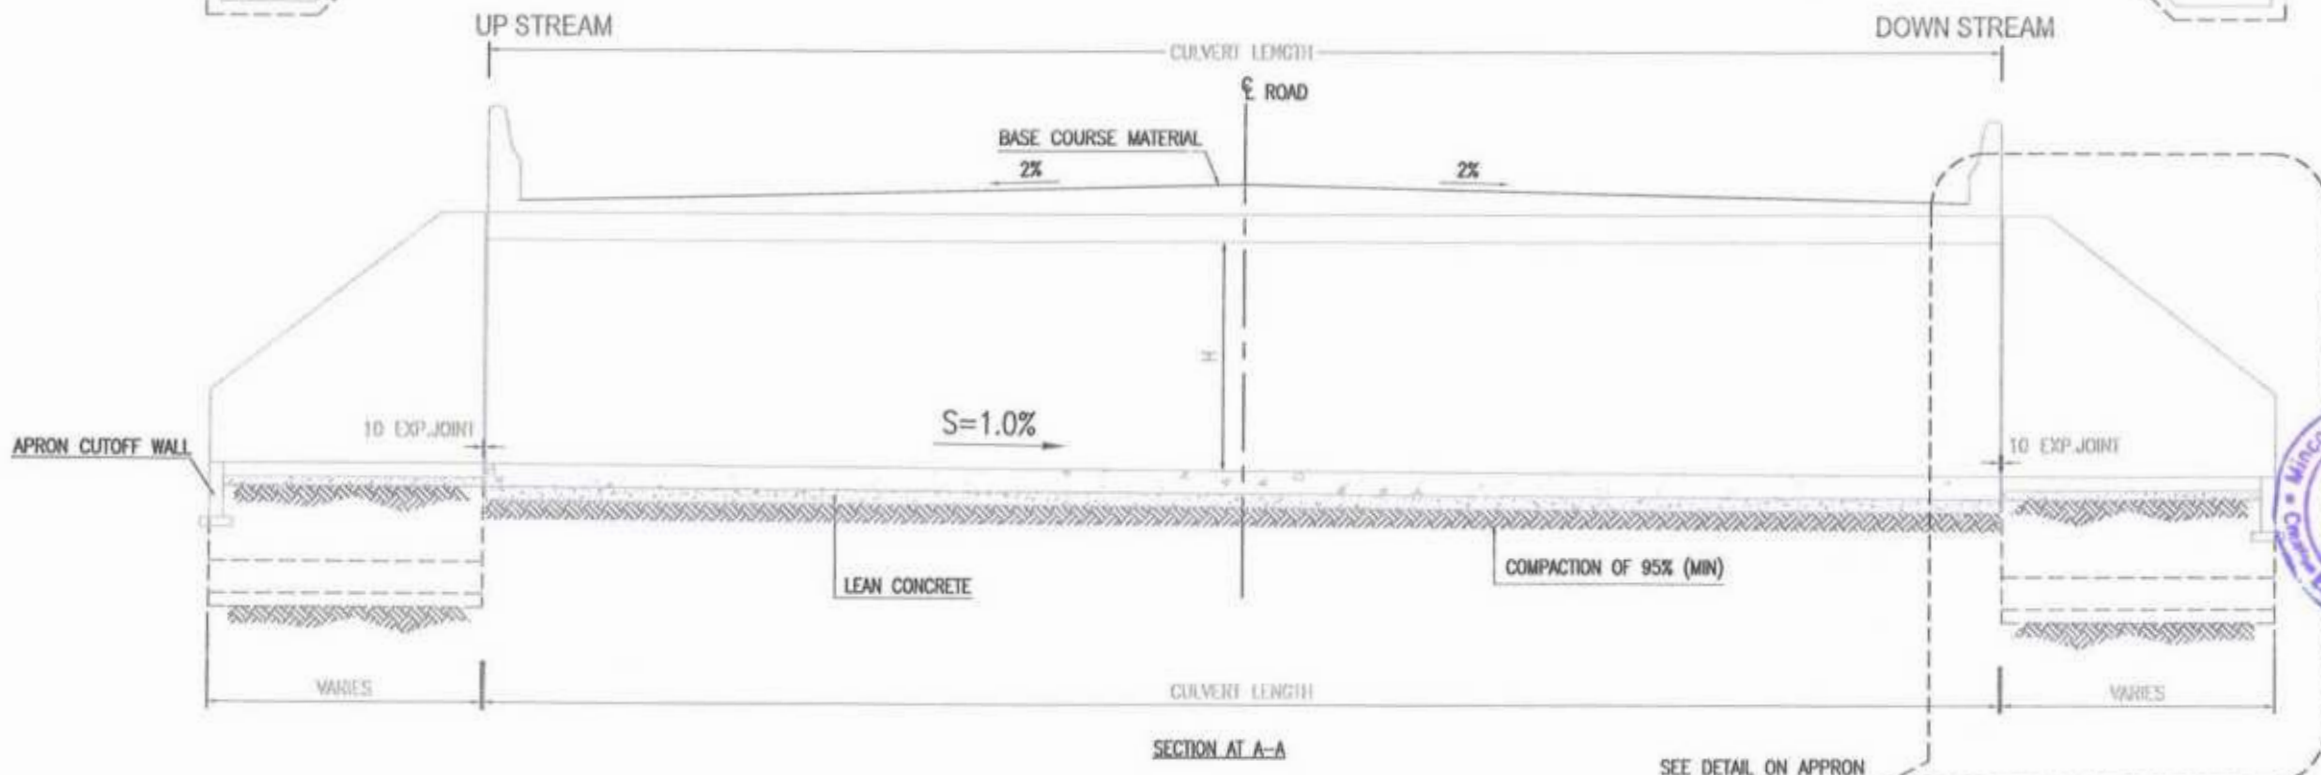 UP STREAM
DOWN STREAM
CULVERT LENGTH
℄ ROAD
BASE COURSE MATERIAL
2%
2%
H
10 EXP.JOINT
S=1.0%
10 EXP.JOINT
APRON CUTOFF WALL
LEAN CONCRETE
COMPACTION OF 95% (MIN)
VARIES
CULVERT LENGTH
VARIES
SECTION AT A-A
SEE DETAIL ON APPRON